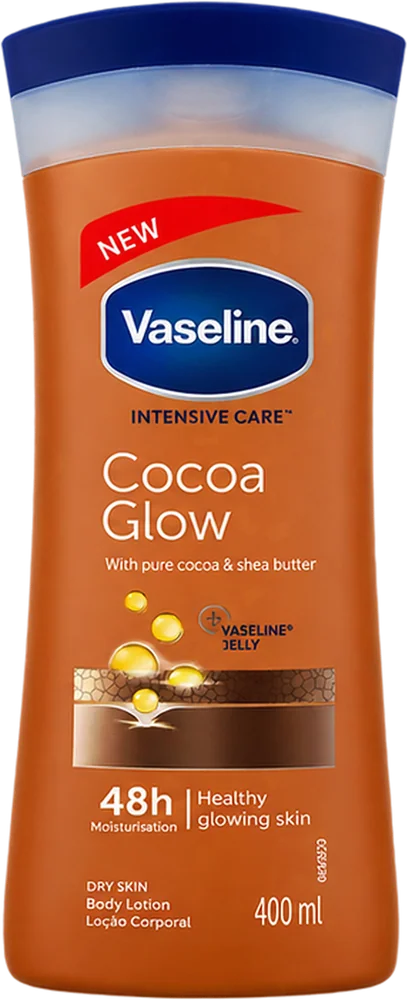 NEW
Vaseline®
INTENSIVE CARE™
Cocoa
Glow
With pure cocoa & shea butter
VASELINE®
JELLY
48h
Moisturisation
Healthy
glowing skin
DRY SKIN
Body Lotion
Loção Corporal
400 ml